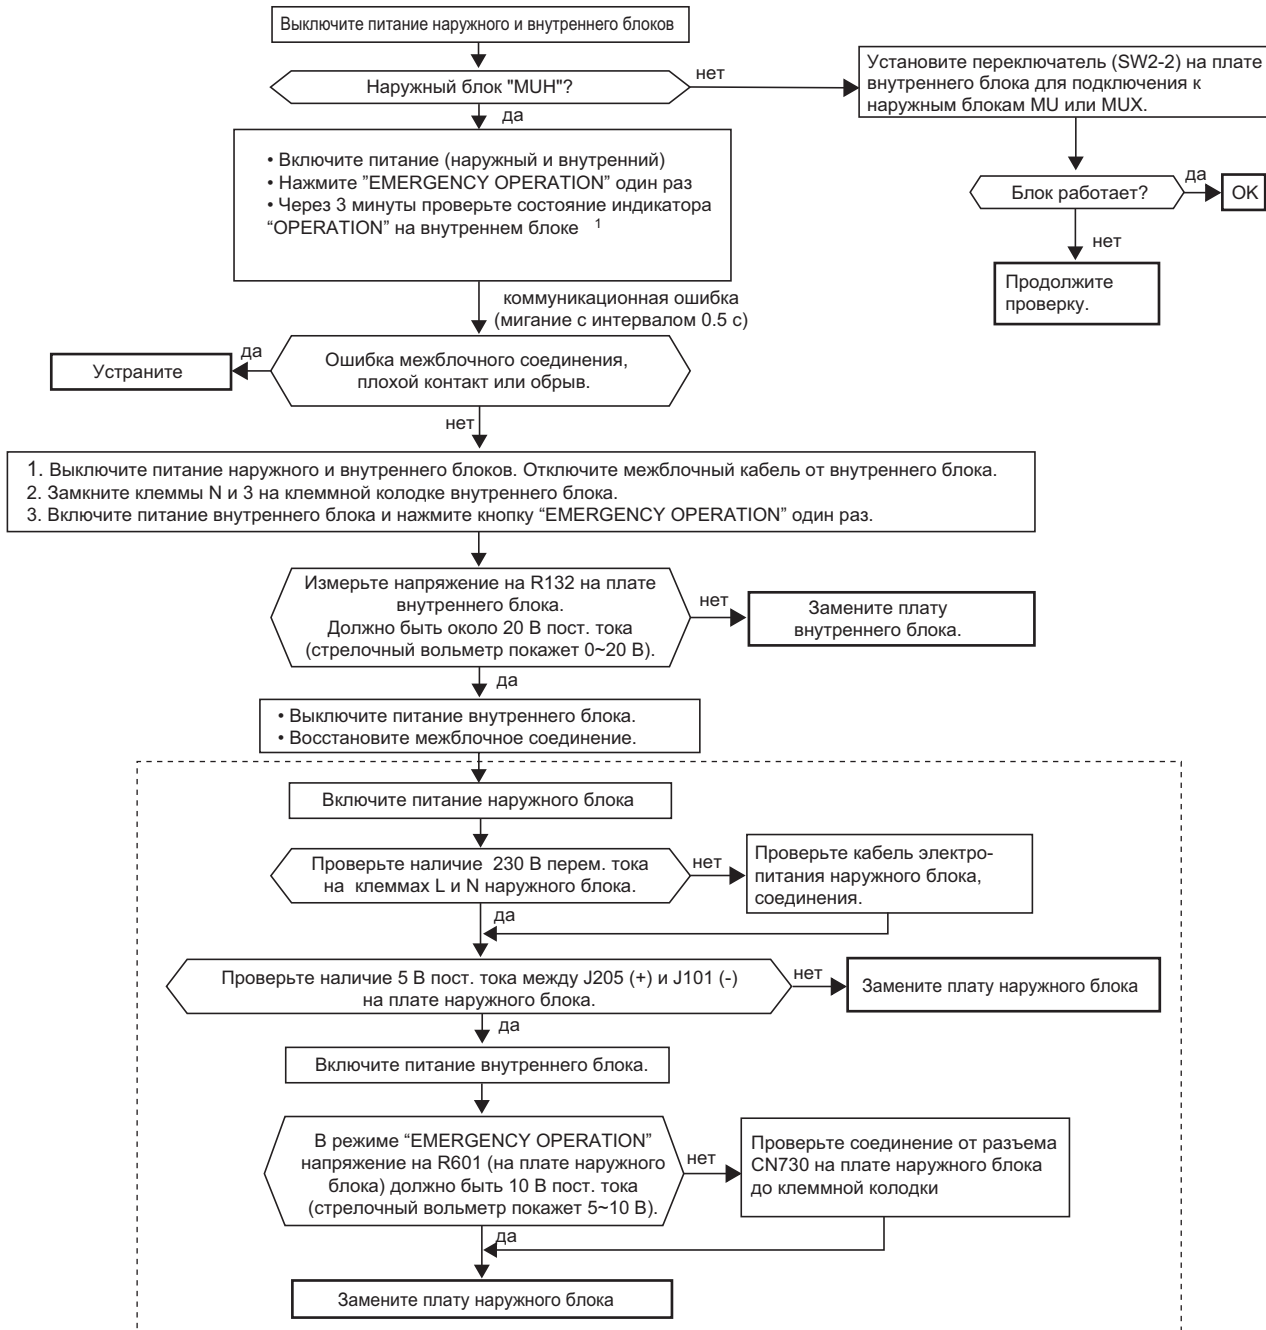 Выключите питание наружного и внутреннего блоков
Наружный блок "MUH"?
нет
Установите переключатель (SW2-2) на плате
внутреннего блока для подключения к
наружным блокам MU или MUX.
да
• Включите питание (наружный и внутренний)
• Нажмите ”EMERGENCY OPERATION” один раз
• Через 3 минуты проверьте состояние индикатора
“OPERATION” на внутреннем блоке 1
Блок работает?
да
OK
нет
Продолжите
проверку.
коммуникационная ошибка
(мигание с интервалом 0.5 с)
Ошибка межблочного соединения,
плохой контакт или обрыв.
да
Устраните
нет
1. Выключите питание наружного и внутреннего блоков. Отключите межблочный кабель от внутреннего блока.
2. Замкните клеммы N и 3 на клеммной колодке внутреннего блока.
3. Включите питание внутреннего блока и нажмите кнопку “EMERGENCY OPERATION” один раз.
Измерьте напряжение на R132 на плате
внутреннего блока.
Должно быть около 20 В пост. тока
(стрелочный вольметр покажет 0~20 В).
нет
Замените плату
внутреннего блока.
да
• Выключите питание внутреннего блока.
• Восстановите межблочное соединение.
Включите питание наружного блока
Проверьте наличие 230 В перем. тока
на клеммах L и N наружного блока.
нет
Проверьте кабель электро-
питания наружного блока,
соединения.
да
Проверьте наличие 5 В пост. тока между J205 (+) и J101 (-)
на плате наружного блока.
нет
Замените плату наружного блока
да
Включите питание внутреннего блока.
В режиме “EMERGENCY OPERATION”
напряжение на R601 (на плате наружного
блока) должно быть 10 В пост. тока
(стрелочный вольметр покажет 5~10 В).
нет
Проверьте соединение от разъема
CN730 на плате наружного блока
до клеммной колодки
да
Замените плату наружного блока